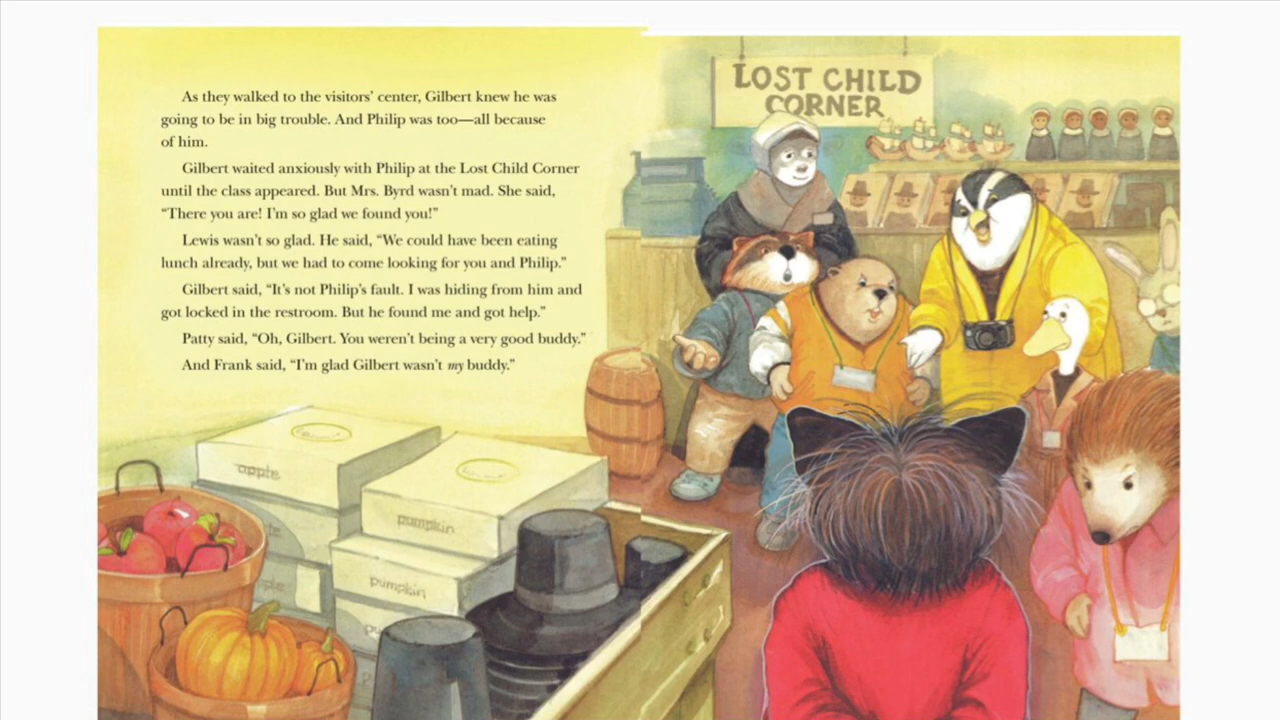 As they walked to the visitors’ center, Gilbert knew he was
going to be in big trouble. And Philip was too—all because
of him.
Gilbert waited anxiously with Philip at the Lost Child Corner
until the class appeared. But Mrs. Byrd wasn’t mad. She said,
“There you are! I’m so glad we found you!”
Lewis wasn’t so glad. He said, “We could have been eating
lunch already, but we had to come looking for you and Philip.”
Gilbert said, “It’s not Philip’s fault. I was hiding from him and
got locked in the restroom. But he found me and got help.”
Patty said, “Oh, Gilbert. You weren’t being a very good buddy.”
And Frank said, “I’m glad Gilbert wasn’t my buddy.”
LOST CHILD
CORNER
apple
pumpkin
pumpkin